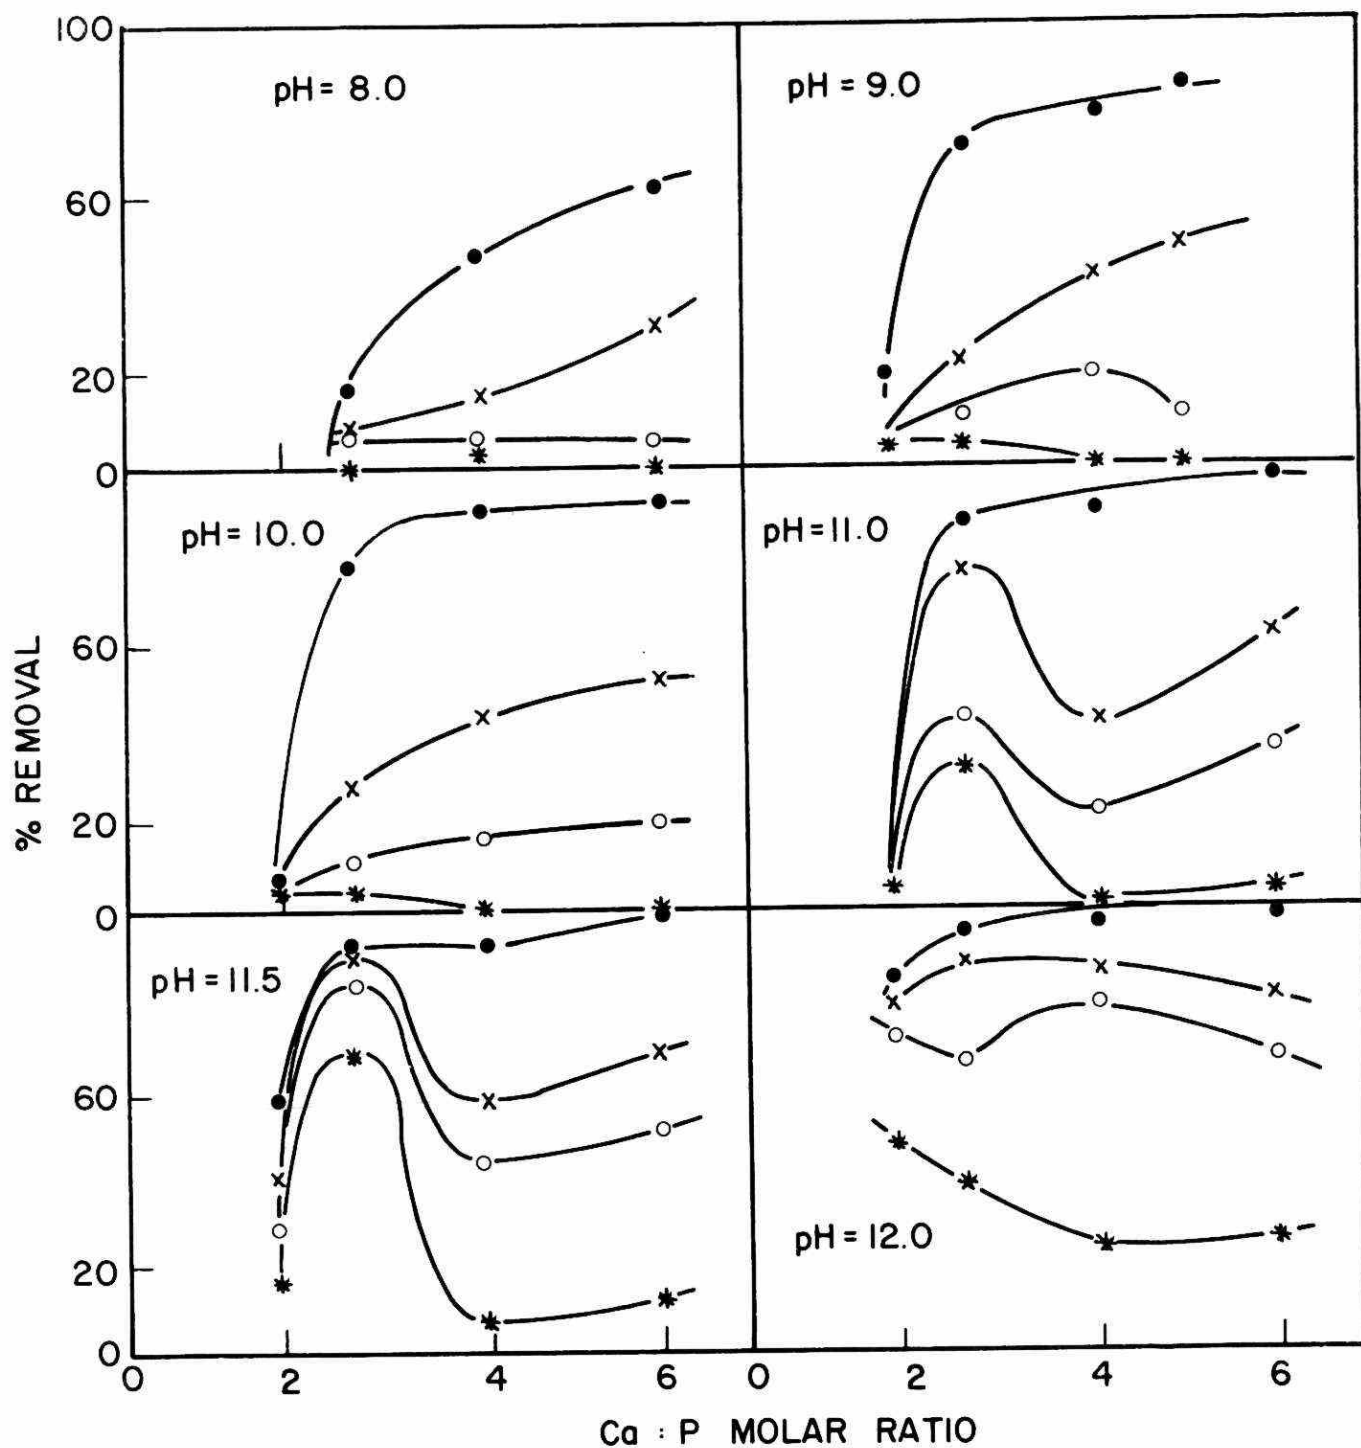 100
pH = 8.0
pH = 9.0
60
20
0
pH = 10.0
pH = 11.0
60
20
0
pH = 11.5
60
pH = 12.0
20
0
0 2 4 6 0 2 4 6
% REMOVAL
Ca : P MOLAR RATIO